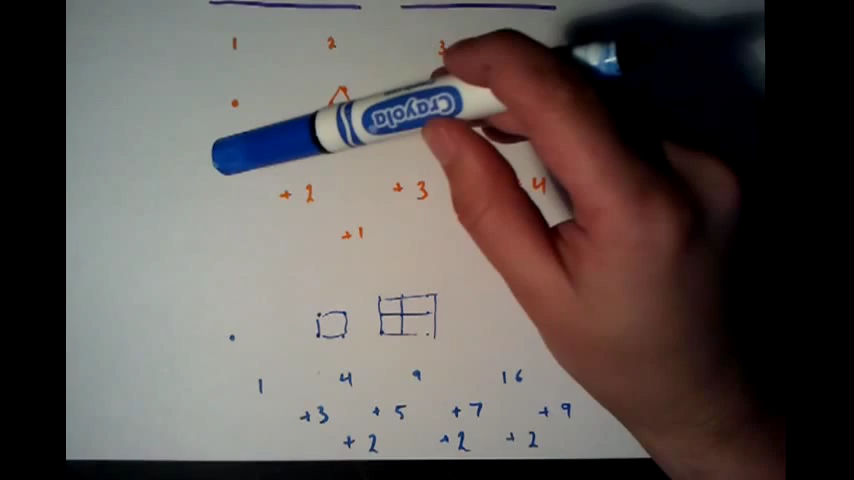 1 2 3
Crayola
+2 +3 +4
+1
1 4 9 16
+3 +5 +7 +9
+2 +2 +2